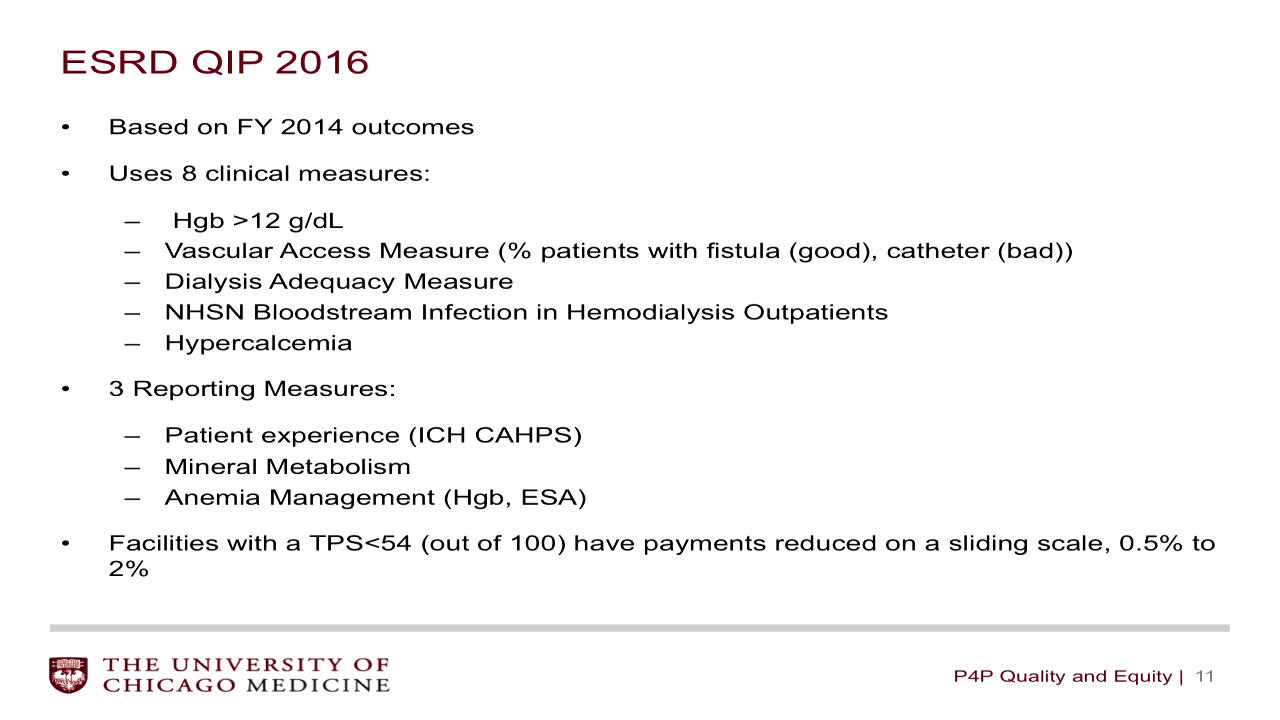 ESRD QIP 2016
• Based on FY 2014 outcomes
• Uses 8 clinical measures:
– Hgb >12 g/dL
– Vascular Access Measure (% patients with fistula (good), catheter (bad))
– Dialysis Adequacy Measure
– NHSN Bloodstream Infection in Hemodialysis Outpatients
– Hypercalcemia
• 3 Reporting Measures:
– Patient experience (ICH CAHPS)
– Mineral Metabolism
– Anemia Management (Hgb, ESA)
• Facilities with a TPS<54 (out of 100) have payments reduced on a sliding scale, 0.5% to
2%
THE UNIVERSITY OF
CHICAGO MEDICINE
P4P Quality and Equity | 11